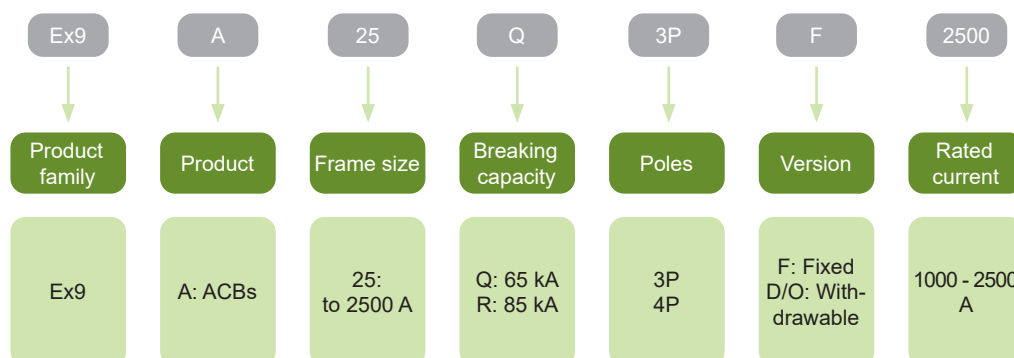 Ex9
A
25
Q
3P
F
2500
Product
family
Product
Frame size
Breaking
capacity
Poles
Version
Rated
current
Ex9
A: ACBs
25:
to 2500 A
Q: 65 kA
R: 85 kA
3P
4P
F: Fixed
D/O: With-
drawable
1000 - 2500
A